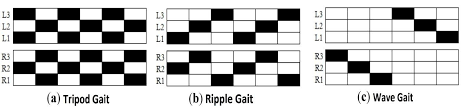 L3
L2
L1
R3
R2
R1
(a) Tripod Gait
L3
L2
L1
R3
R2
R1
(b) Ripple Gait
L3
L2
L1
R3
R2
R1
(c) Wave Gait